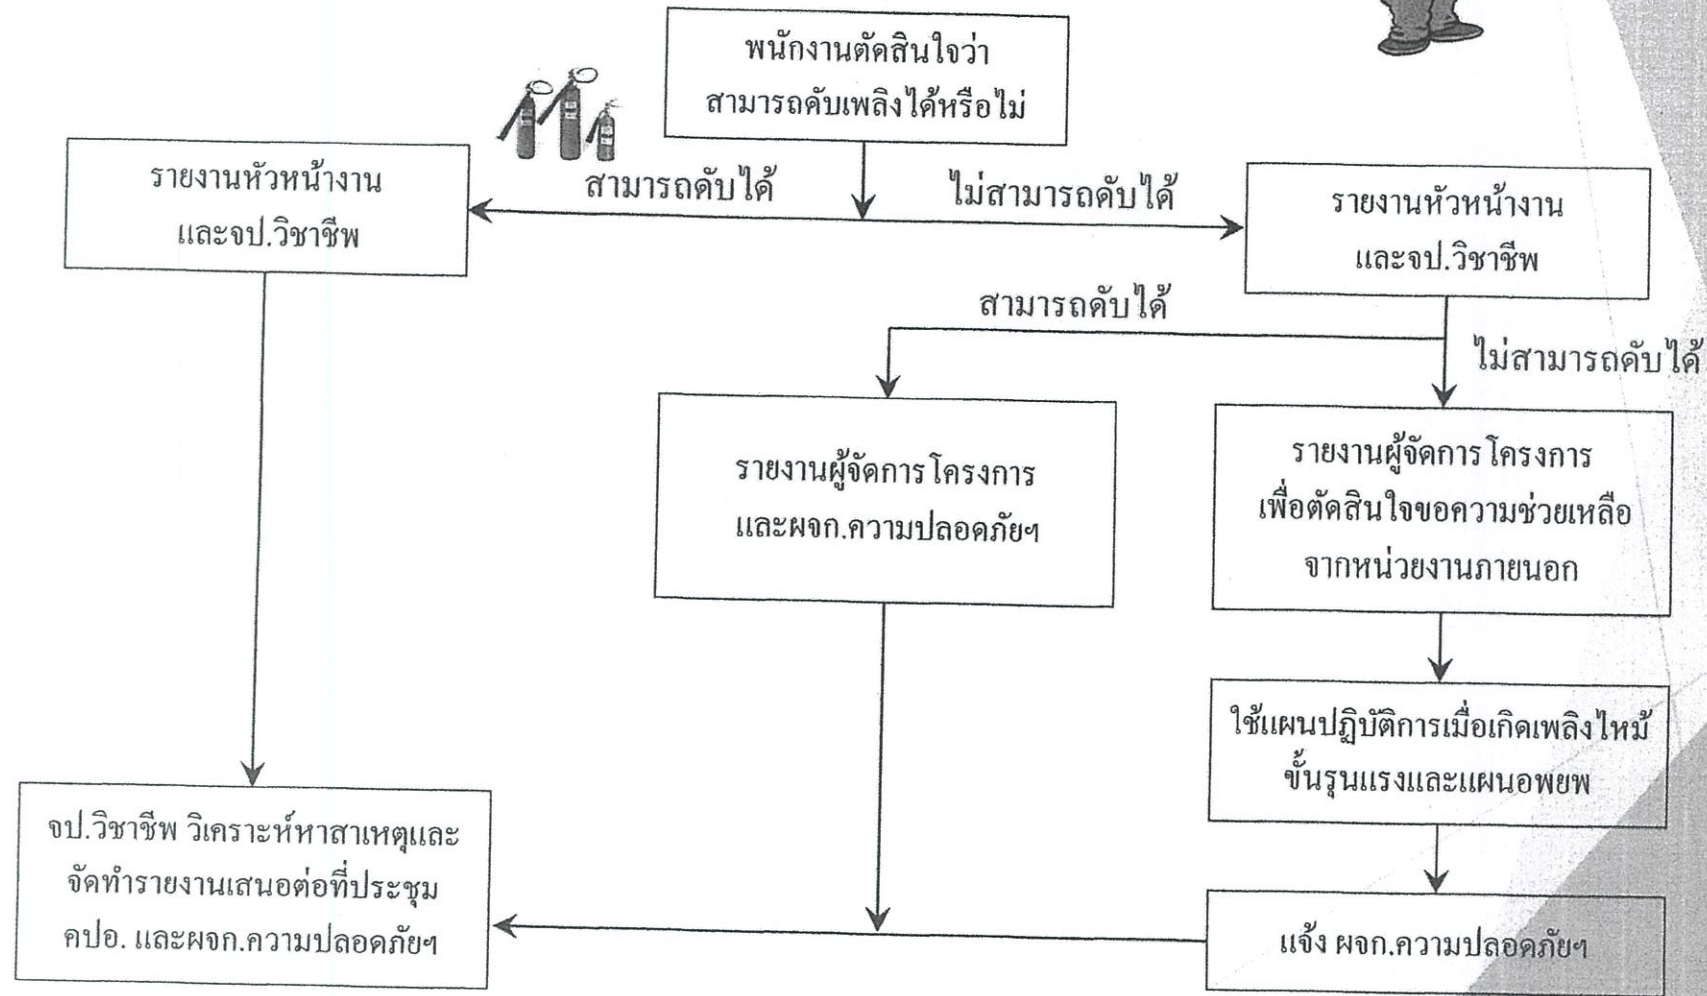 พนักงานตัดสินใจว่า
สามารถดับเพลิงได้หรือไม่
รายงานหัวหน้างาน
และจป.วิชาชีพ
สามารถดับได้
ไม่สามารถดับได้
รายงานหัวหน้างาน
และจป.วิชาชีพ
สามารถดับได้
ไม่สามารถดับได้
รายงานผู้จัดการโครงการ
และผจก.ความปลอดภัยฯ
รายงานผู้จัดการโครงการ
เพื่อตัดสินใจขอความช่วยเหลือ
จากหน่วยงานภายนอก
ใช้แผนปฏิบัติการเมื่อเกิดเพลิงไหม้
ขั้นรุนแรงและแผนอพยพ
จป.วิชาชีพ วิเคราะห์หาสาเหตุและ
จัดทำรายงานเสนอต่อที่ประชุม
คปอ. และผจก.ความปลอดภัยฯ
แจ้ง ผจก.ความปลอดภัยฯ